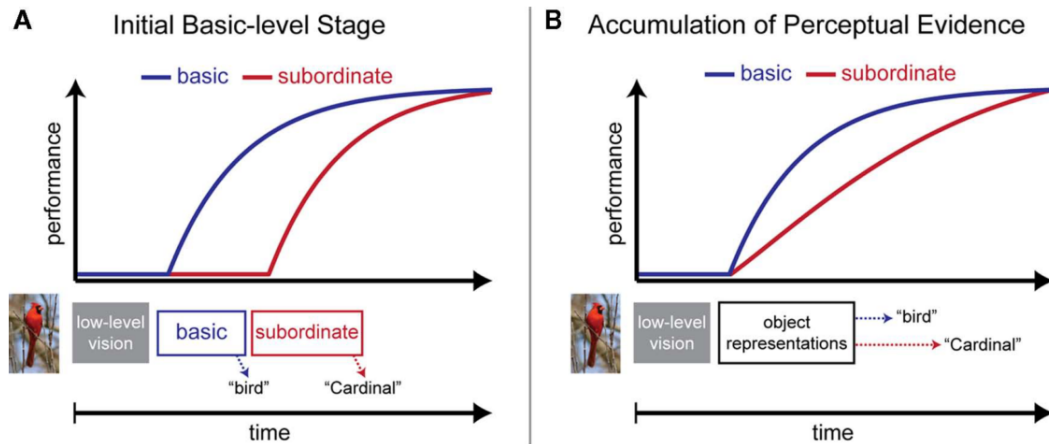 A Initial Basic-level Stage
basic subordinate
performance
low-level
vision
basic
subordinate
“bird”
“Cardinal”
time
B Accumulation of Perceptual Evidence
basic subordinate
performance
low-level
vision
object
representations
“bird”
“Cardinal”
time